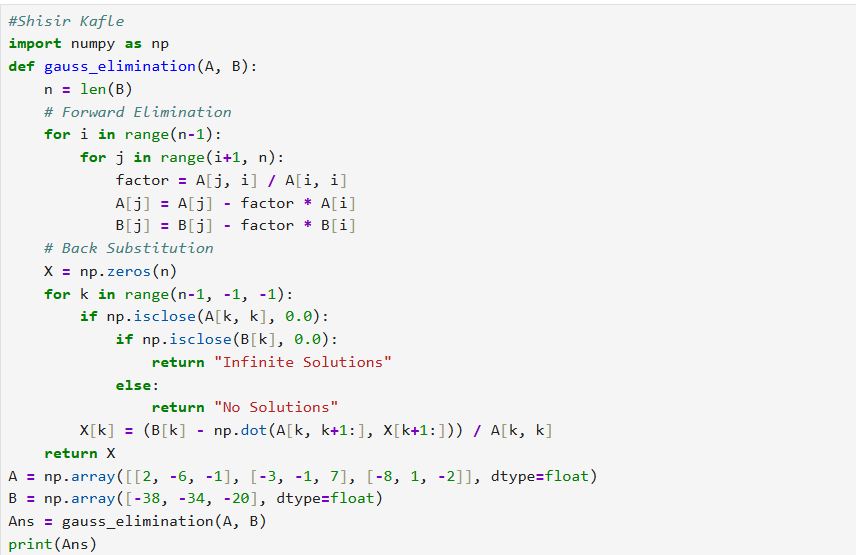 #Shisir Kafle
import numpy as np
def gauss_elimination(A, B):
    n = len(B)
    # Forward Elimination
    for i in range(n-1):
        for j in range(i+1, n):
            factor = A[j, i] / A[i, i]
            A[j] = A[j] - factor * A[i]
            B[j] = B[j] - factor * B[i]
    # Back Substitution
    X = np.zeros(n)
    for k in range(n-1, -1, -1):
        if np.isclose(A[k, k], 0.0):
            if np.isclose(B[k], 0.0):
                return "Infinite Solutions"
            else:
                return "No Solutions"
        X[k] = (B[k] - np.dot(A[k, k+1:], X[k+1:])) / A[k, k]
    return X
A = np.array([[2, -6, -1], [-3, -1, 7], [-8, 1, -2]], dtype=float)
B = np.array([-38, -34, -20], dtype=float)
Ans = gauss_elimination(A, B)
print(Ans)